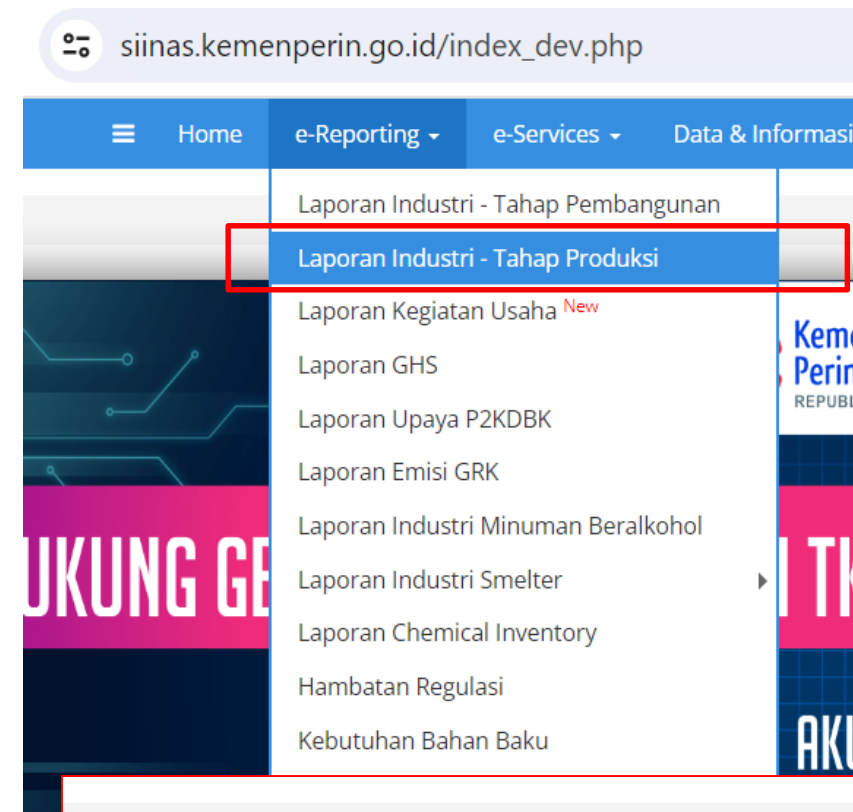 siinas.kemenperin.go.id/index_dev.php
Home e-Reporting e-Services Data & Informasi
Laporan Industri - Tahap Pembangunan
Laporan Industri - Tahap Produksi
Laporan Kegiatan Usaha New
Laporan GHS
Laporan Upaya P2KDBK
Laporan Emisi GRK
Laporan Industri Minuman Beralkohol
Laporan Industri Smelter
Laporan Chemical Inventory
Hambatan Regulasi
Kebutuhan Bahan Baku